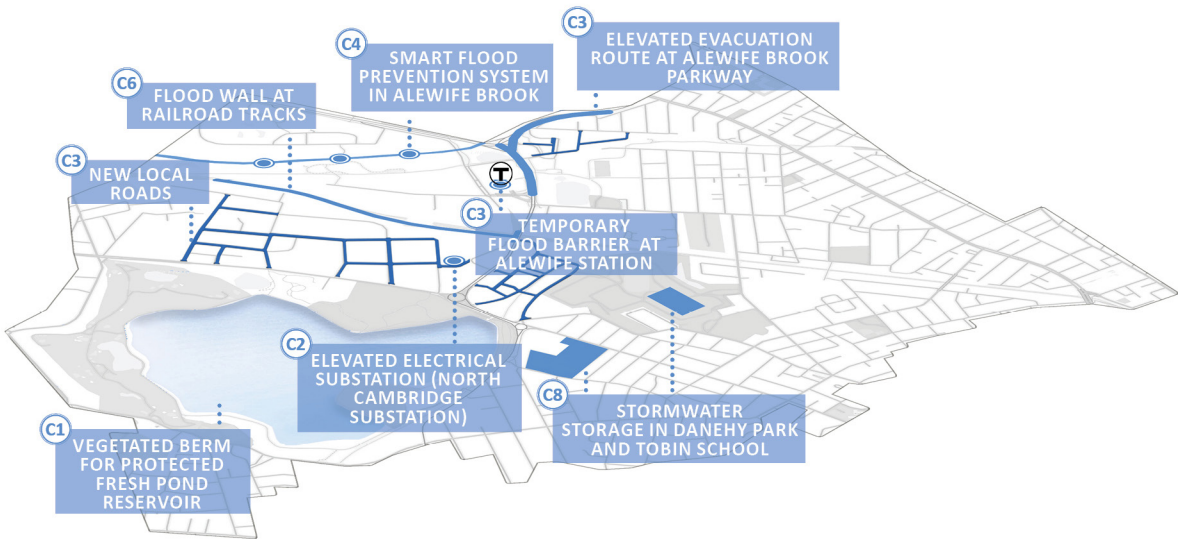 C3
ELEVATED EVACUATION
ROUTE AT ALEWIFE BROOK
PARKWAY
C4
SMART FLOOD
PREVENTION SYSTEM
IN ALEWIFE BROOK
C6
FLOOD WALL AT
RAILROAD TRACKS
C3
NEW LOCAL
ROADS
T
C3
TEMPORARY
FLOOD BARRIER AT
ALEWIFE STATION
C2
ELEVATED ELECTRICAL
SUBSTATION (NORTH
CAMBRIDGE
SUBSTATION)
C8
STORMWATER
STORAGE IN DANEHY PARK
AND TOBIN SCHOOL
C1
VEGETATED BERM
FOR PROTECTED
FRESH POND
RESERVOIR